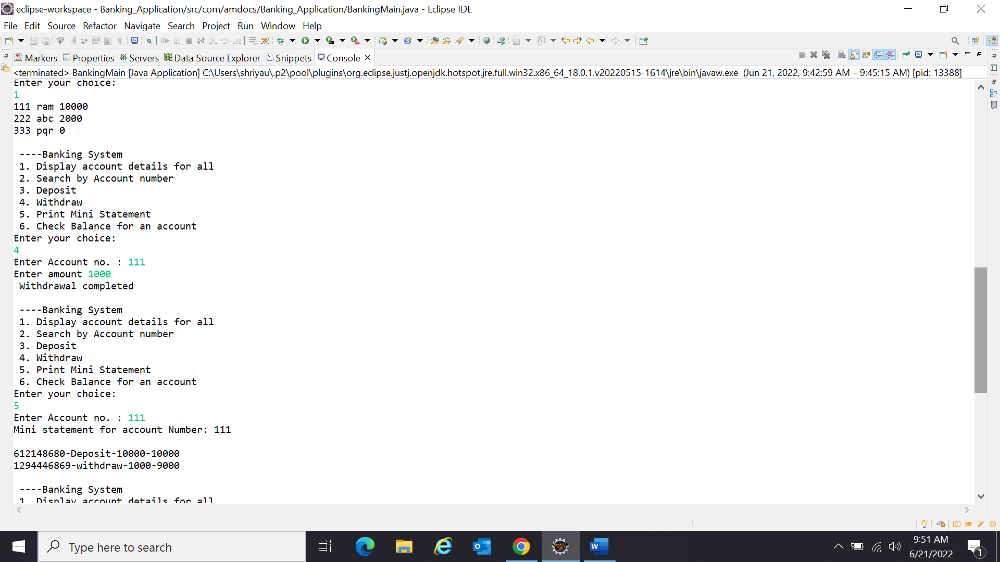 eclipse-workspace - Banking_Application/src/com/amdocs/Banking_Application/BankingMain.java - Eclipse IDE
File Edit Source Refactor Navigate Search Project Run Window Help
Markers Properties Servers Data Source Explorer Snippets Console
<terminated> BankingMain [Java Application] C:\Users\shriyau\.p2\pool\plugins\org.eclipse.justj.openjdk.hotspot.jre.full.win32.x86_64_18.0.1.v20220515-1614\jre\bin\javaw.exe (Jun 21, 2022, 9:42:59 AM – 9:45:15 AM) [pid: 13388]
Enter your choice:
1
111 ram 10000
222 abc 2000
333 pqr 0
----Banking System
1. Display account details for all
2. Search by Account number
3. Deposit
4. Withdraw
5. Print Mini Statement
6. Check Balance for an account
Enter your choice:
4
Enter Account no. : 111
Enter amount 1000
Withdrawal completed
----Banking System
1. Display account details for all
2. Search by Account number
3. Deposit
4. Withdraw
5. Print Mini Statement
6. Check Balance for an account
Enter your choice:
5
Enter Account no. : 111
Mini statement for account Number: 111
612148680-Deposit-10000-10000
1294446869-withdraw-1000-9000
----Banking System
1. Display account details for all
Type here to search
9:51 AM
6/21/2022
1